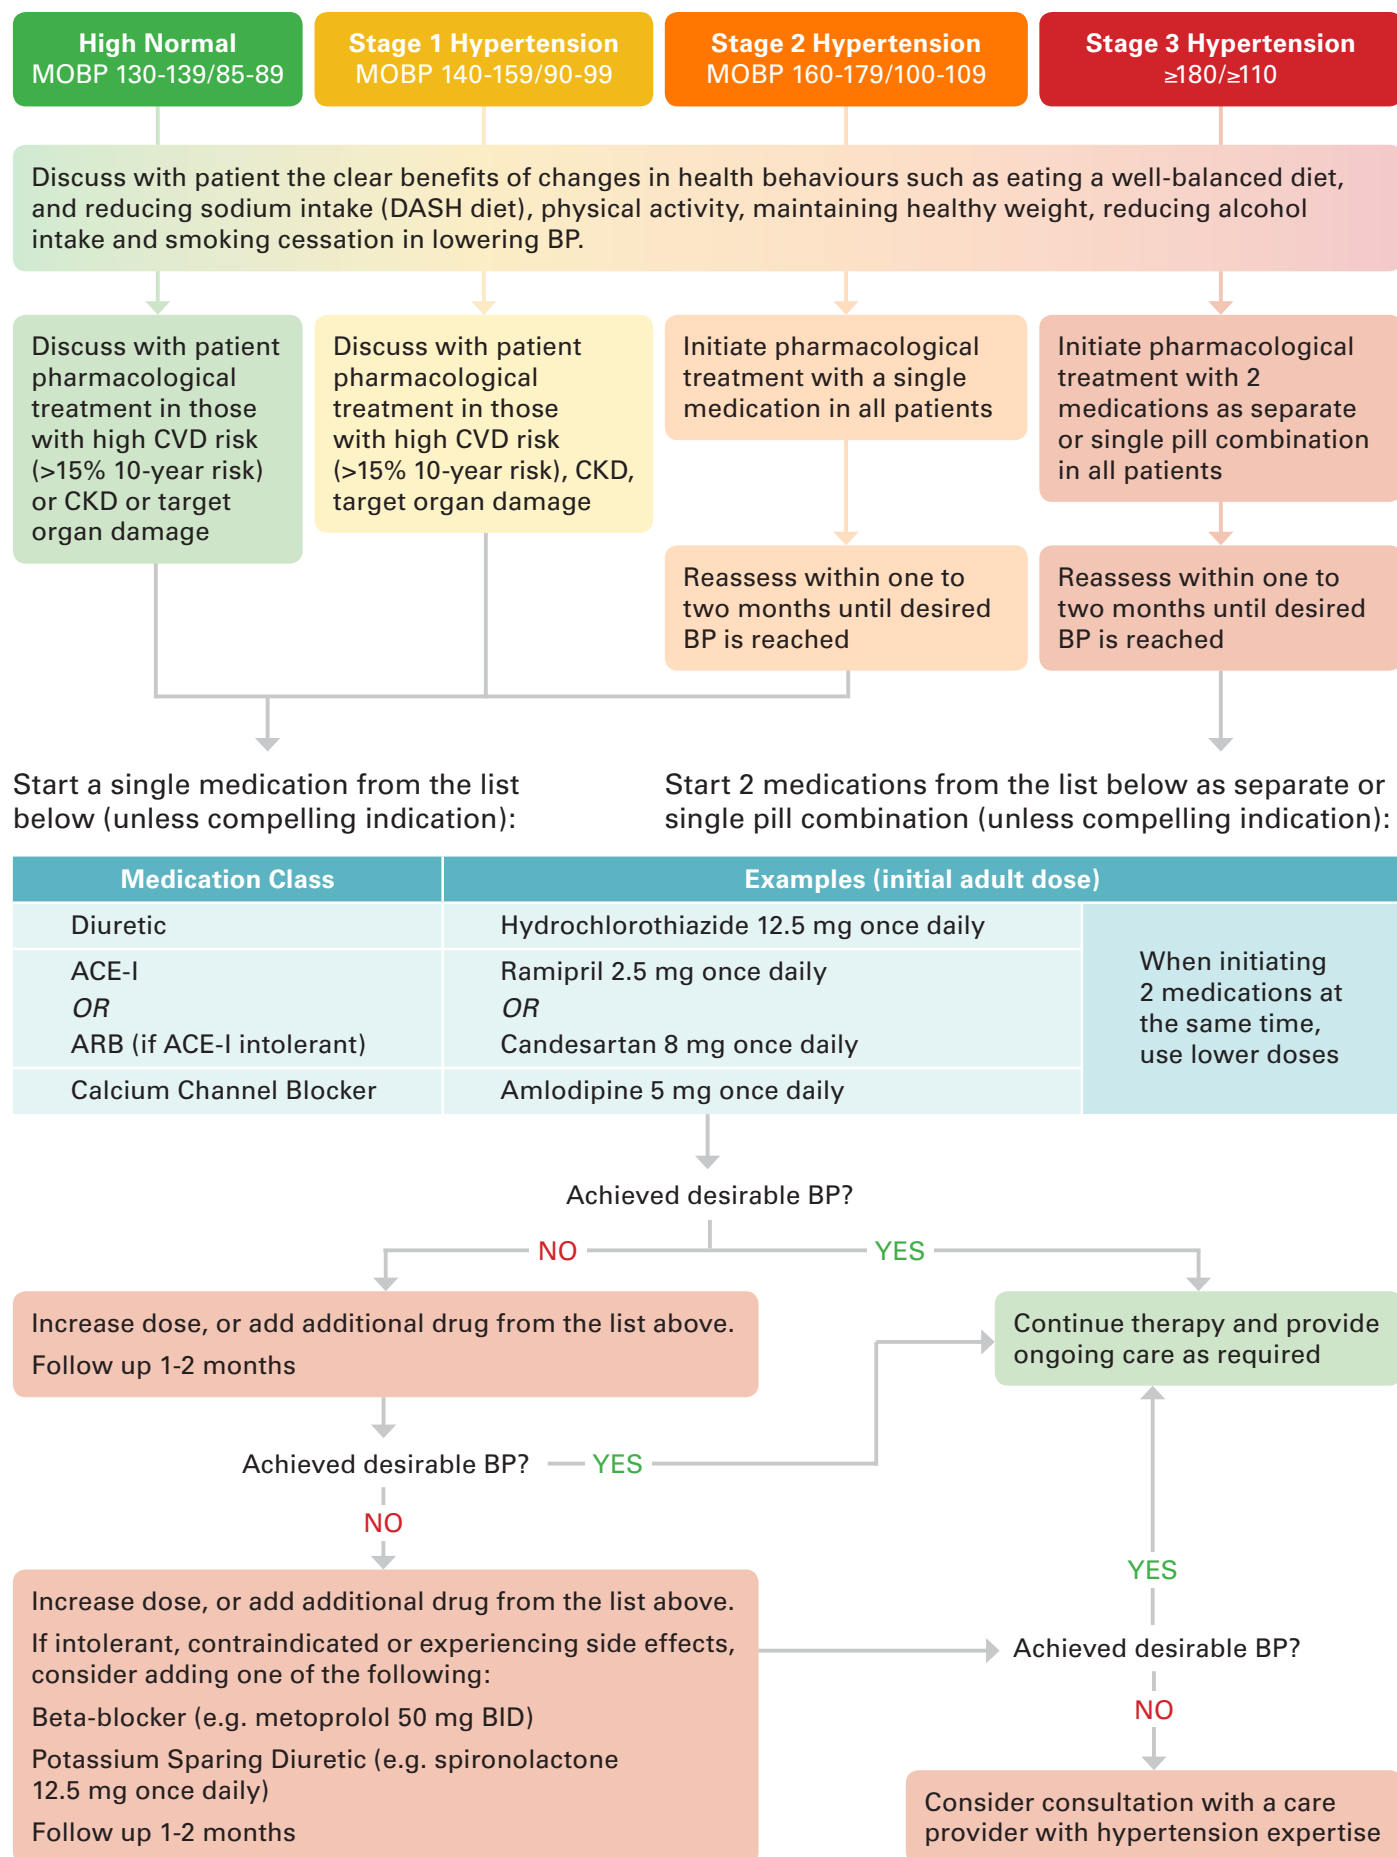 High Normal
MOBP 130-139/85-89
Stage 1 Hypertension
MOBP 140-159/90-99
Stage 2 Hypertension
MOBP 160-179/100-109
Stage 3 Hypertension
≥180/≥110
Discuss with patient the clear benefits of changes in health behaviours such as eating a well-balanced diet,
and reducing sodium intake (DASH diet), physical activity, maintaining healthy weight, reducing alcohol
intake and smoking cessation in lowering BP.
Discuss with patient
pharmacological
treatment in those
with high CVD risk
(>15% 10-year risk)
or CKD or target
organ damage
Discuss with patient
pharmacological
treatment in those
with high CVD risk
(>15% 10-year risk), CKD,
target organ damage
Initiate pharmacological
treatment with a single
medication in all patients
Initiate pharmacological
treatment with 2
medications as separate
or single pill combination
in all patients
Reassess within one to
two months until desired
BP is reached
Reassess within one to
two months until desired
BP is reached
Start a single medication from the list
below (unless compelling indication):
Start 2 medications from the list below as separate or
single pill combination (unless compelling indication):
Medication Class
Examples (initial adult dose)
Diuretic
Hydrochlorothiazide 12.5 mg once daily
ACE-I
OR
ARB (if ACE-I intolerant)
Ramipril 2.5 mg once daily
OR
Candesartan 8 mg once daily
Calcium Channel Blocker
Amlodipine 5 mg once daily
When initiating
2 medications at
the same time,
use lower doses
Achieved desirable BP?
NO
YES
Increase dose, or add additional drug from the list above.
Follow up 1-2 months
Continue therapy and provide
ongoing care as required
Achieved desirable BP?
YES
NO
Increase dose, or add additional drug from the list above.
If intolerant, contraindicated or experiencing side effects,
consider adding one of the following:
Beta-blocker (e.g. metoprolol 50 mg BID)
Potassium Sparing Diuretic (e.g. spironolactone
12.5 mg once daily)
Follow up 1-2 months
YES
Achieved desirable BP?
NO
Consider consultation with a care
provider with hypertension expertise